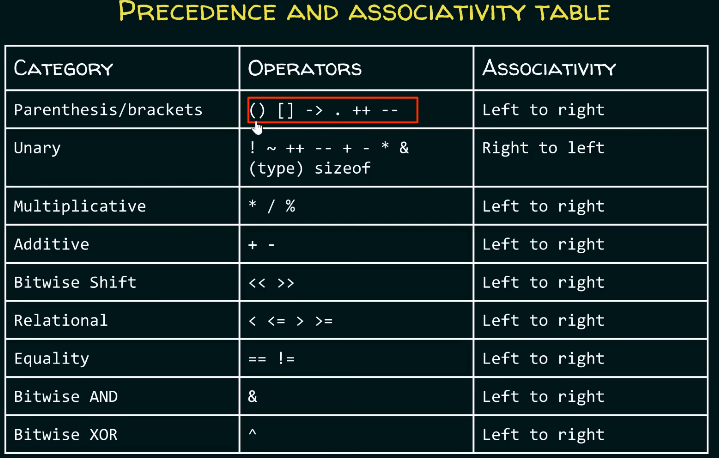 PRECEDENCE AND ASSOCIATIVITY TABLE
CATEGORY OPERATORS ASSOCIATIVITY
Parenthesis/brackets () [] -> . ++ -- Left to right
Unary ! ~ ++ -- + - * & Right to left
(type) sizeof
Multiplicative * / % Left to right
Additive + - Left to right
Bitwise Shift << >> Left to right
Relational < <= > >= Left to right
Equality == != Left to right
Bitwise AND & Left to right
Bitwise XOR ^ Left to right